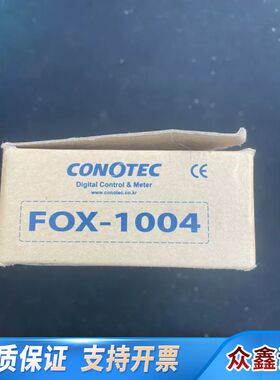 CONOTEC
CE
Digital Control & Meter
www.conotec.co.kr
FOX-1004
质保证 支持开票
众鑫